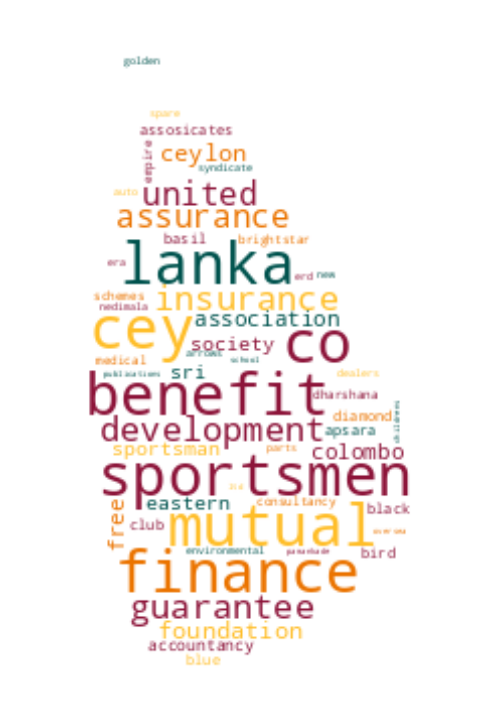 golden
spare
assosicates
empire
ceylon
syndicate
auto
united
assurance
basil
brightstar
lanka
era
erd
new
schemes
insurance
nedimala
cey
association
co
society
arrows
medical
school
sri
publications
dealers
benefit
dharshana
childrens
diamond
development
apsara
sportsman
parts
colombo
sportsmen
ltd
eastern
consultancy
free
black
club
mutual
environmental
bird
finance
guarantee
foundation
accountancy
blue